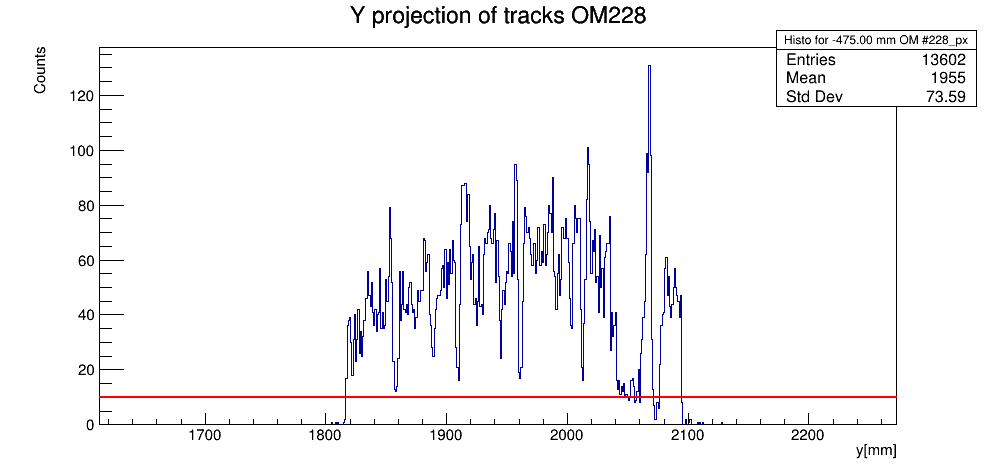 Y projection of tracks OM228
Histo for -475.00 mm OM #228_px
Entries 13602
Mean 1955
Std Dev 73.59
Counts
120
100
80
60
40
20
0
1700 1800 1900 2000 2100 2200
y[mm]